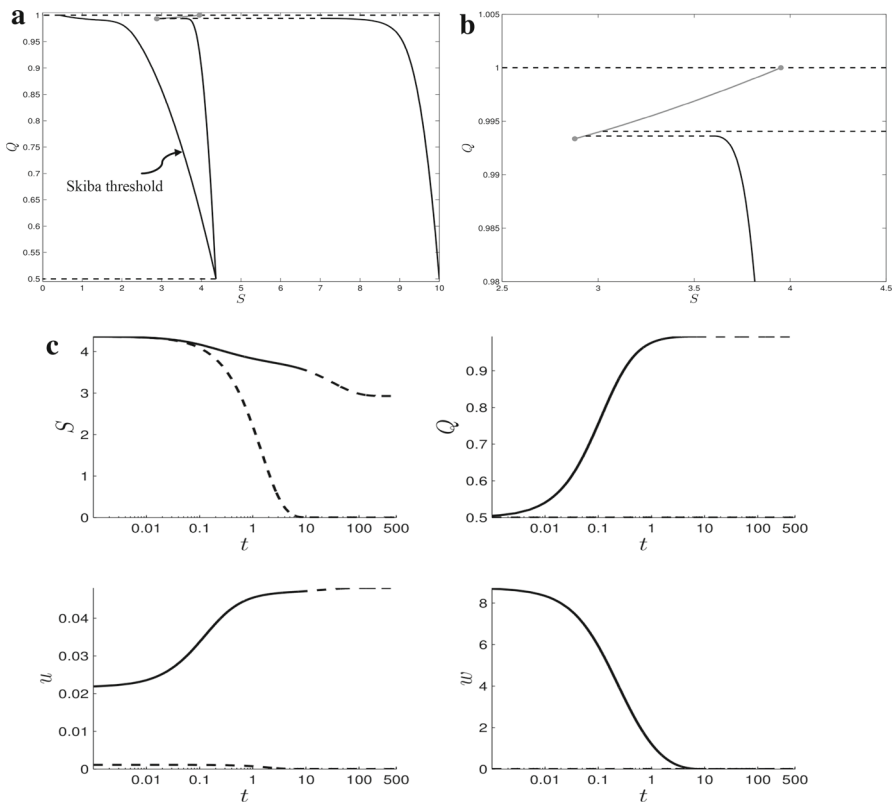 a
1
0.95
0.9
0.85
0.8
0.75
0.7
0.65
0.6
0.55
0.5
Q
Skiba threshold
0 1 2 3 4 5 6 7 8 9 10
S
b
1.005
1
0.995
0.99
0.985
0.98
Q
2.5 3 3.5 4 4.5
S
c
4
3
2
1
0
S
0.01 0.1 1 10 100 500
t
0.9
0.8
0.7
0.6
0.5
Q
0.01 0.1 1 10 100 500
t
0.04
0.03
0.02
0.01
0
u
0.01 0.1 1 10 100 500
t
8
6
4
2
0
w
0.01 0.1 1 10 100 500
t